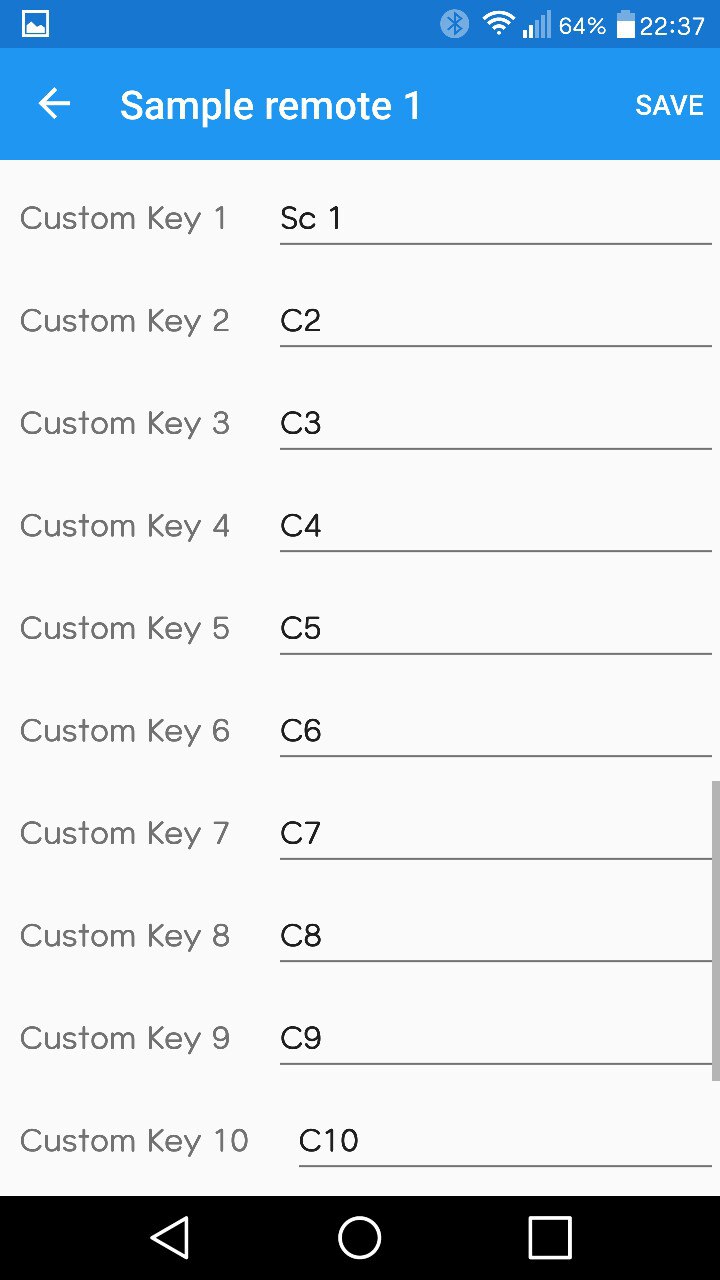 64% 22:37
Sample remote 1 SAVE
Custom Key 1 Sc 1
Custom Key 2 C2
Custom Key 3 C3
Custom Key 4 C4
Custom Key 5 C5
Custom Key 6 C6
Custom Key 7 C7
Custom Key 8 C8
Custom Key 9 C9
Custom Key 10 C10